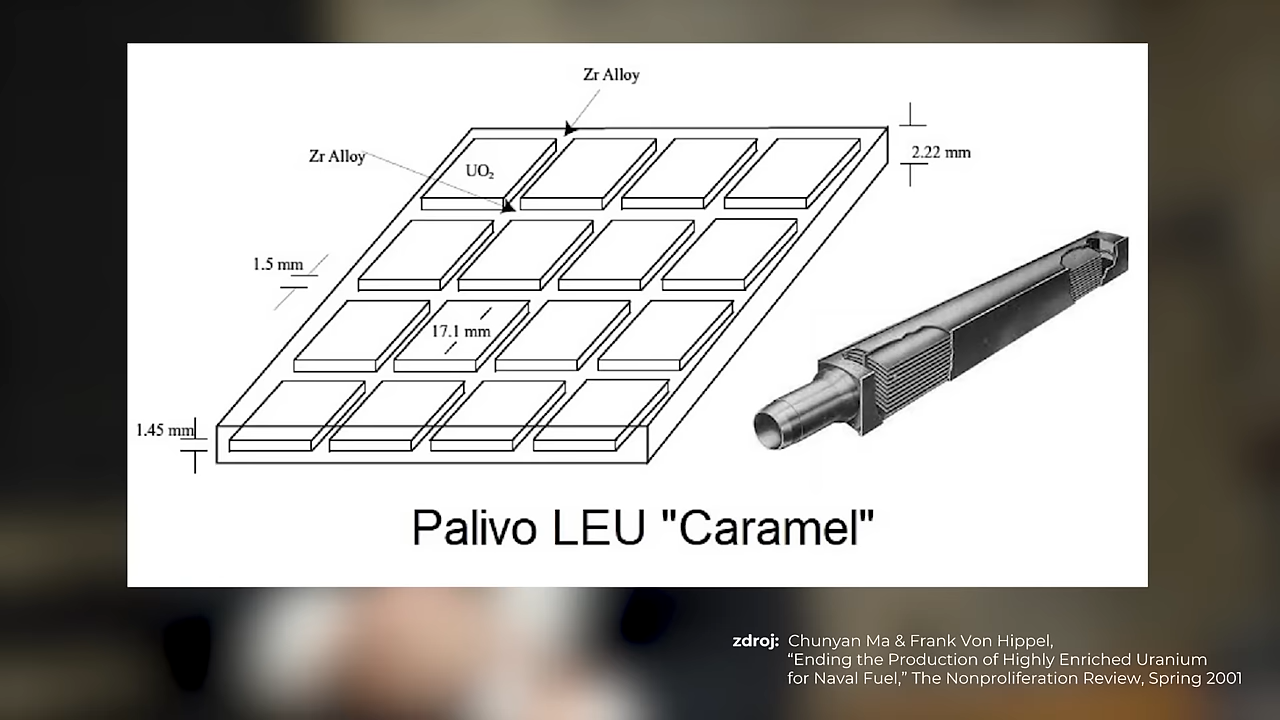 Zr Alloy
Zr Alloy
2.22 mm
UO₂
1.5 mm
17.1 mm
1.45 mm
Palivo LEU "Caramel"
zdroj: Chunyan Ma & Frank Von Hippel,
“Ending the Production of Highly Enriched Uranium
for Naval Fuel,” The Nonproliferation Review, Spring 2001